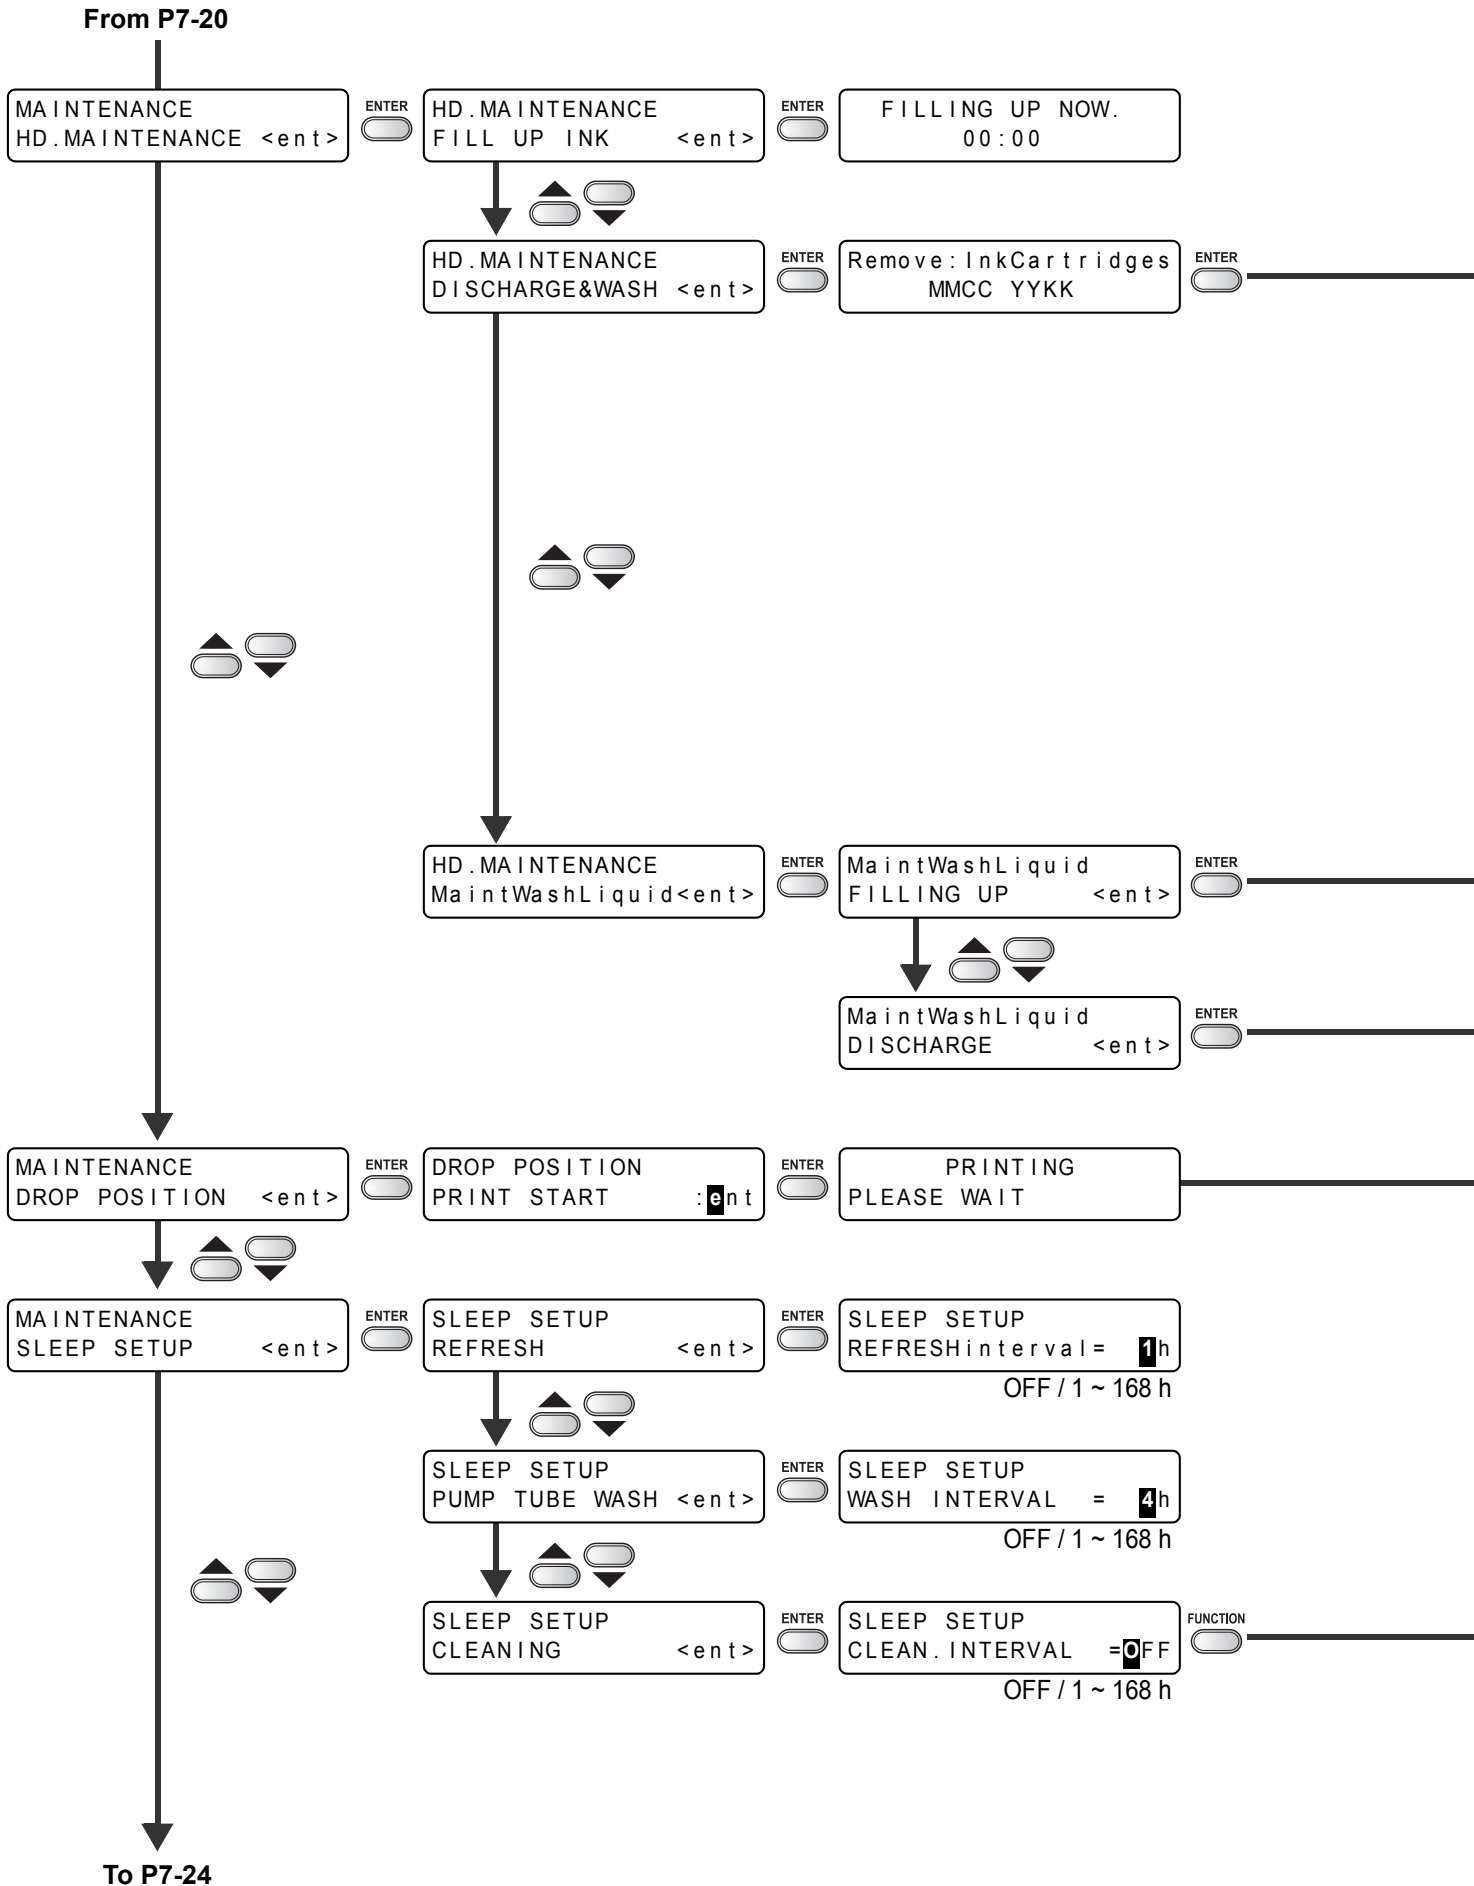 From P7-20
MAINTENANCE
HD.MAINTENANCE <ent>
ENTER
HD.MAINTENANCE
FILL UP INK <ent>
ENTER
FILLING UP NOW.
00:00
HD.MAINTENANCE
DISCHARGE&WASH <ent>
ENTER
Remove:InkCartridges
MMCC YYKK
ENTER
HD.MAINTENANCE
MaintWashLiquid<ent>
ENTER
MaintWashLiquid
FILLING UP <ent>
ENTER
MaintWashLiquid
DISCHARGE <ent>
ENTER
MAINTENANCE
DROP POSITION <ent>
ENTER
DROP POSITION
PRINT START :ent
ENTER
PRINTING
PLEASE WAIT
MAINTENANCE
SLEEP SETUP <ent>
ENTER
SLEEP SETUP
REFRESH <ent>
ENTER
SLEEP SETUP
REFRESHinterval= 1h
OFF / 1 ~ 168 h
SLEEP SETUP
PUMP TUBE WASH <ent>
ENTER
SLEEP SETUP
WASH INTERVAL = 4h
OFF / 1 ~ 168 h
SLEEP SETUP
CLEANING <ent>
ENTER
SLEEP SETUP
CLEAN.INTERVAL =OFF
FUNCTION
OFF / 1 ~ 168 h
To P7-24